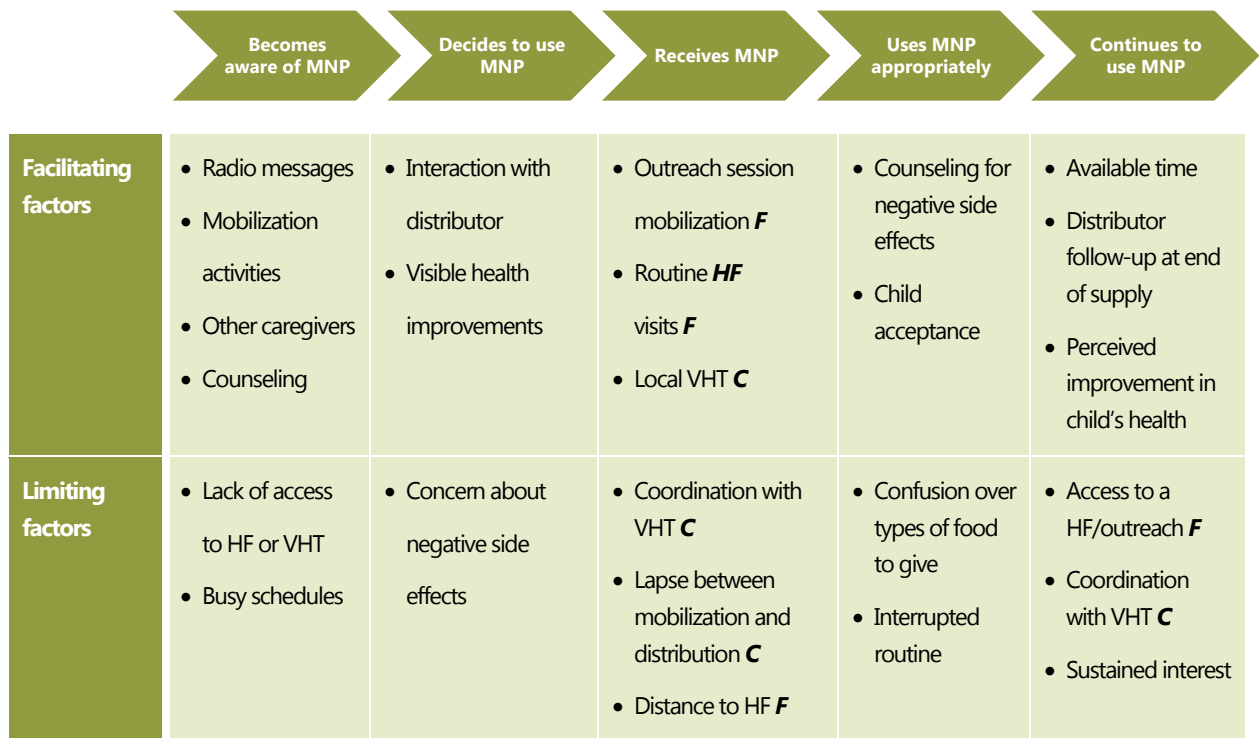 Becomes
aware of MNP
Decides to use
MNP
Receives MNP
Uses MNP
appropriately
Continues to
use MNP
Facilitating
factors
• Radio messages
• Mobilization
activities
• Other caregivers
• Counseling
• Interaction with
distributor
• Visible health
improvements
• Outreach session
mobilization F
• Routine HF
visits F
• Local VHT C
• Counseling for
negative side
effects
• Child
acceptance
• Available time
• Distributor
follow-up at end
of supply
• Perceived
improvement in
child's health
Limiting
factors
• Lack of access
to HF or VHT
• Busy schedules
• Concern about
negative side
effects
• Coordination with
VHT C
• Lapse between
mobilization and
distribution C
• Distance to HF F
• Confusion over
types of food
to give
• Interrupted
routine
• Access to a
HF/outreach F
• Coordination
with VHT C
• Sustained interest